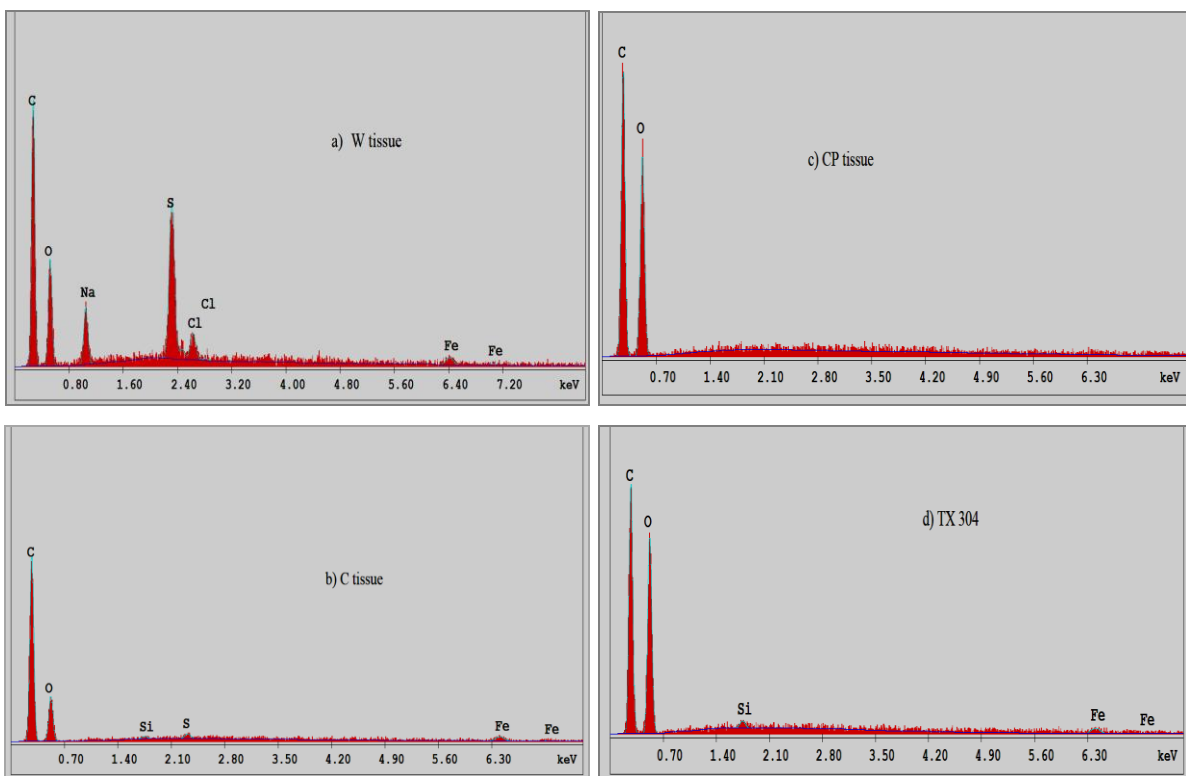 C
O
Na
S
Cl
Cl
Fe
Fe
a) W tissue
0.80 1.60 2.40 3.20 4.00 4.80 5.60 6.40 7.20 keV
C
O
c) CP tissue
0.70 1.40 2.10 2.80 3.50 4.20 4.90 5.60 6.30 keV
C
O
Si
S
Fe
Fe
b) C tissue
0.70 1.40 2.10 2.80 3.50 4.20 4.90 5.60 6.30 keV
C
O
Si
Fe
Fe
d) TX 304
0.70 1.40 2.10 2.80 3.50 4.20 4.90 5.60 6.30 keV